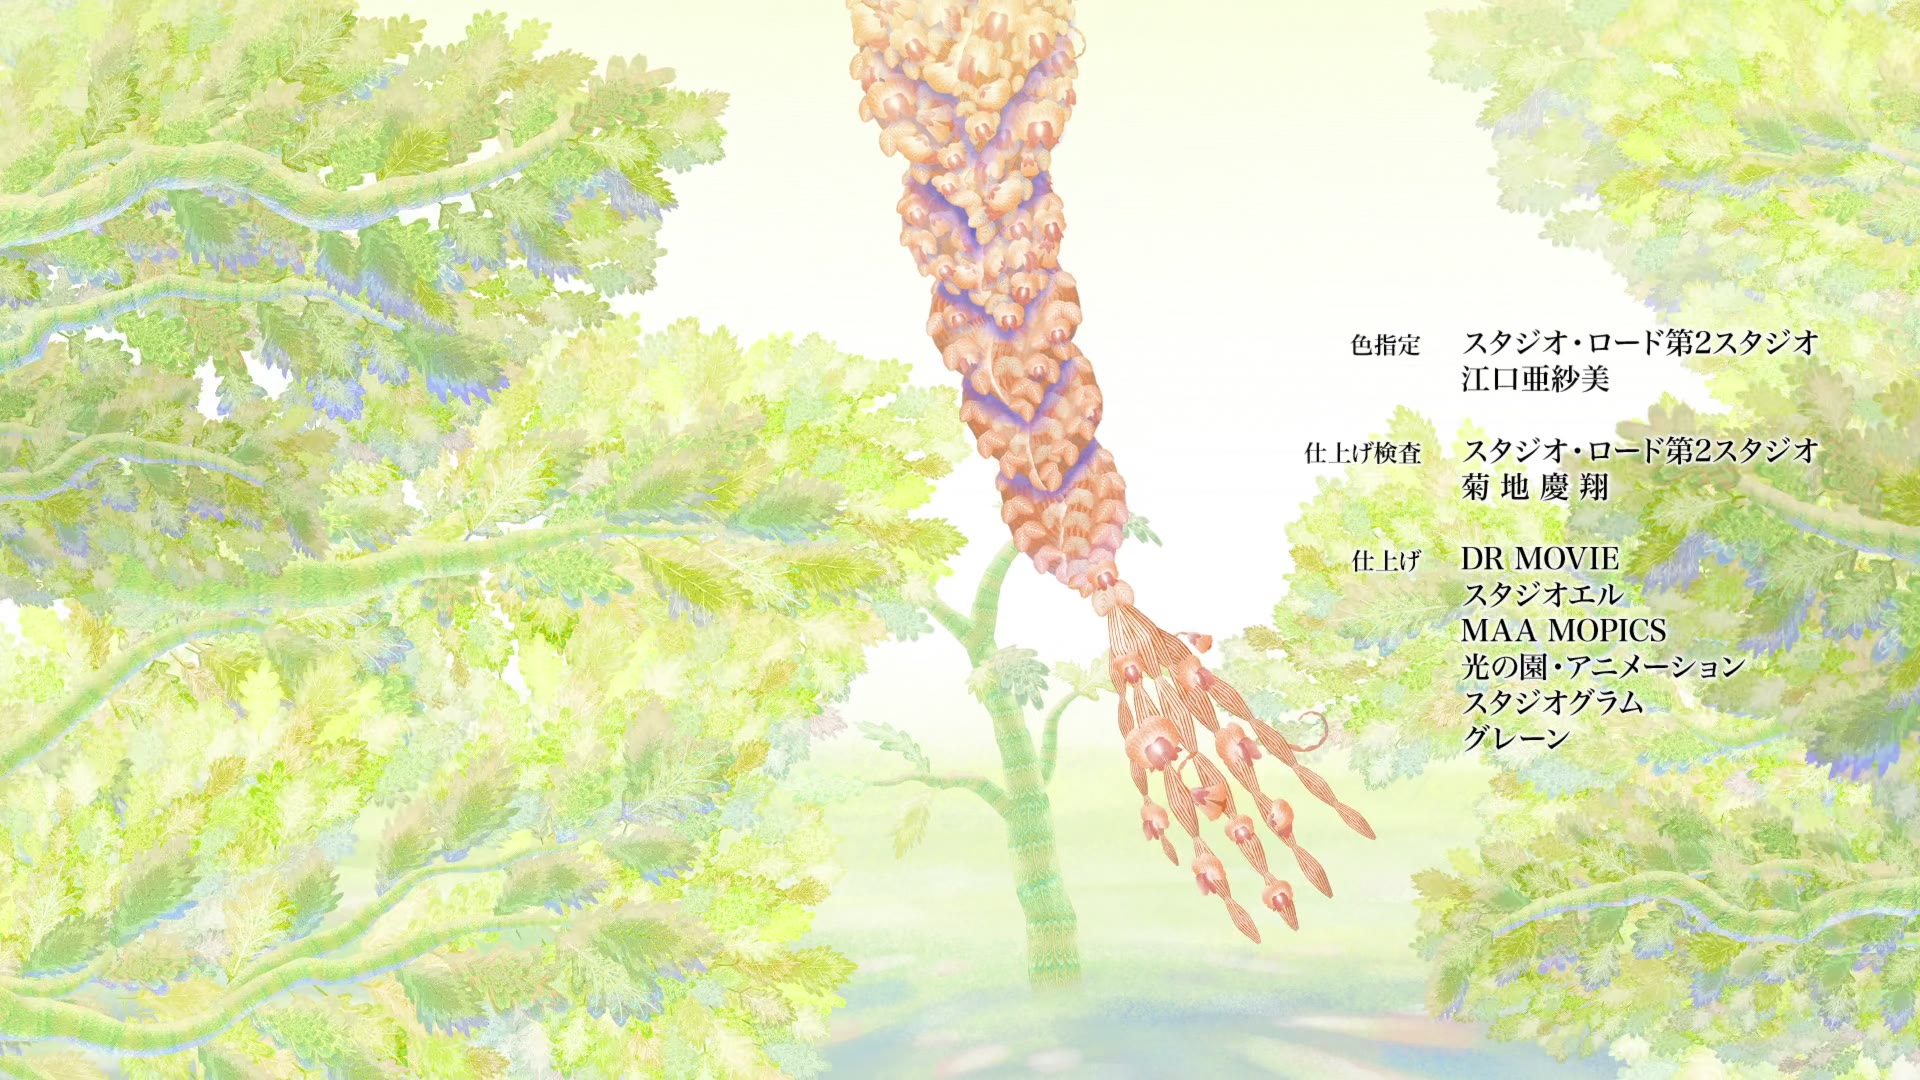 色指定 スタジオ・ロード第2スタジオ
江口亜紗美
仕上げ検査 スタジオ・ロード第2スタジオ
菊地慶翔
仕上げ DR MOVIE
スタジオエル
MAA MOPICS
光の園・アニメーション
スタジオグラム
グレーン